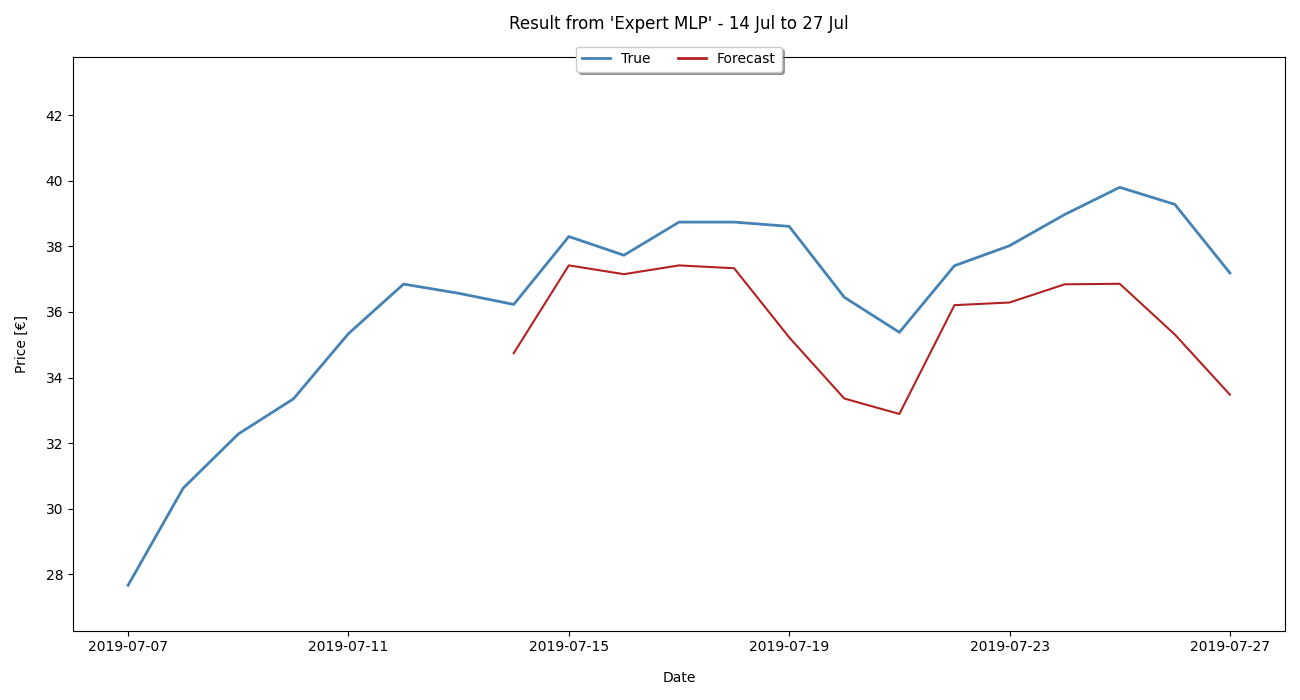 Result from 'Expert MLP' - 14 Jul to 27 Jul
True Forecast
42
40
38
36
34
32
30
28
Price [€]
2019-07-07 2019-07-11 2019-07-15 2019-07-19 2019-07-23 2019-07-27
Date